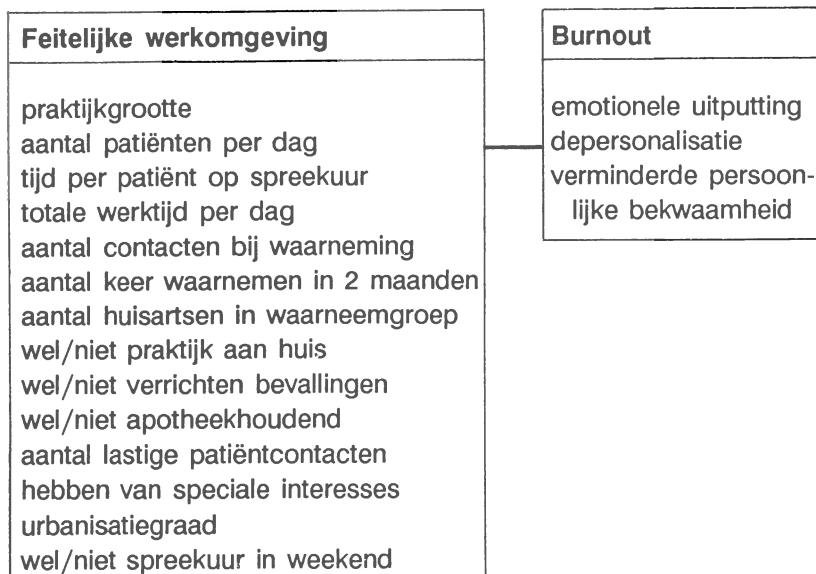 Feitelijke werkomgeving
praktijkgrootte
aantal patiënten per dag
tijd per patiënt op spreekuur
totale werktijd per dag
aantal contacten bij waarneming
aantal keer waarnemen in 2 maanden
aantal huisartsen in waarneemgroep
wel/niet praktijk aan huis
wel/niet verrichten bevallingen
wel/niet apotheekhoudend
aantal lastige patiëntcontacten
hebben van speciale interesses
urbanisatiegraad
wel/niet spreekuur in weekend
Burnout
emotionele uitputting
depersonalisatie
verminderde persoon-
lijke bekwaamheid